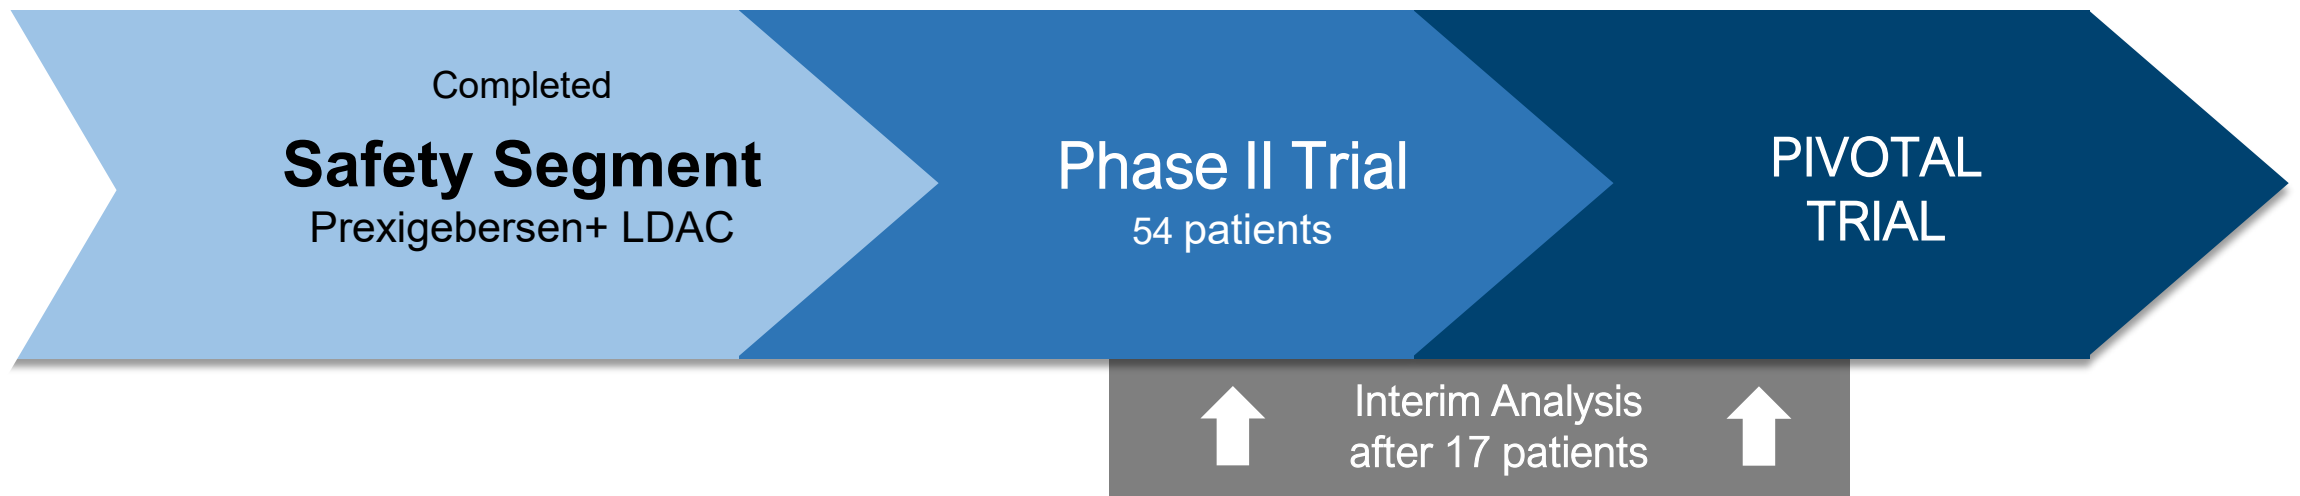 Completed
Safety Segment
Prexigebersen+ LDAC
Phase II Trial
54 patients
PIVOTAL
TRIAL
Interim Analysis
after 17 patients